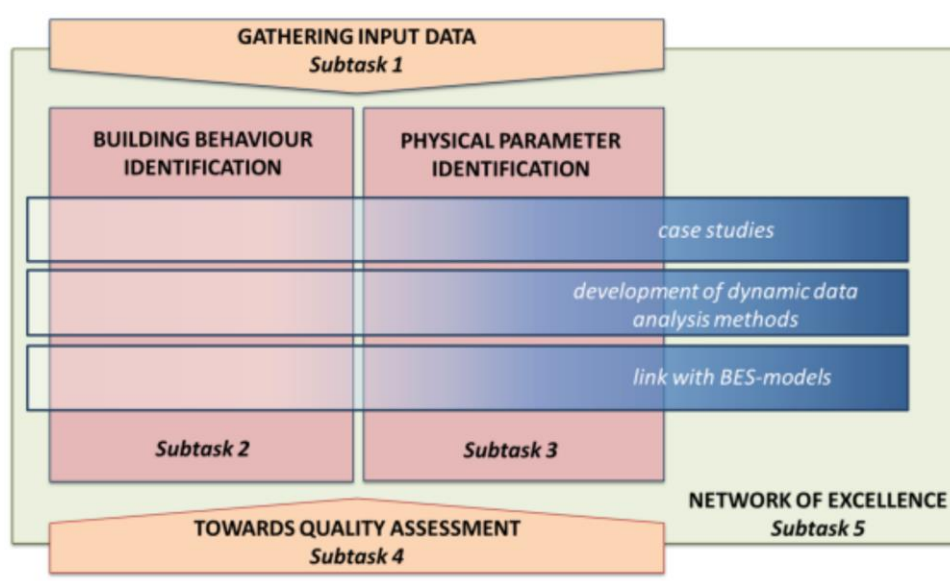 GATHERING INPUT DATA
Subtask 1
BUILDING BEHAVIOUR
IDENTIFICATION
PHYSICAL PARAMETER
IDENTIFICATION
case studies
development of dynamic data
analysis methods
link with BES-models
Subtask 2
Subtask 3
NETWORK OF EXCELLENCE
Subtask 5
TOWARDS QUALITY ASSESSMENT
Subtask 4